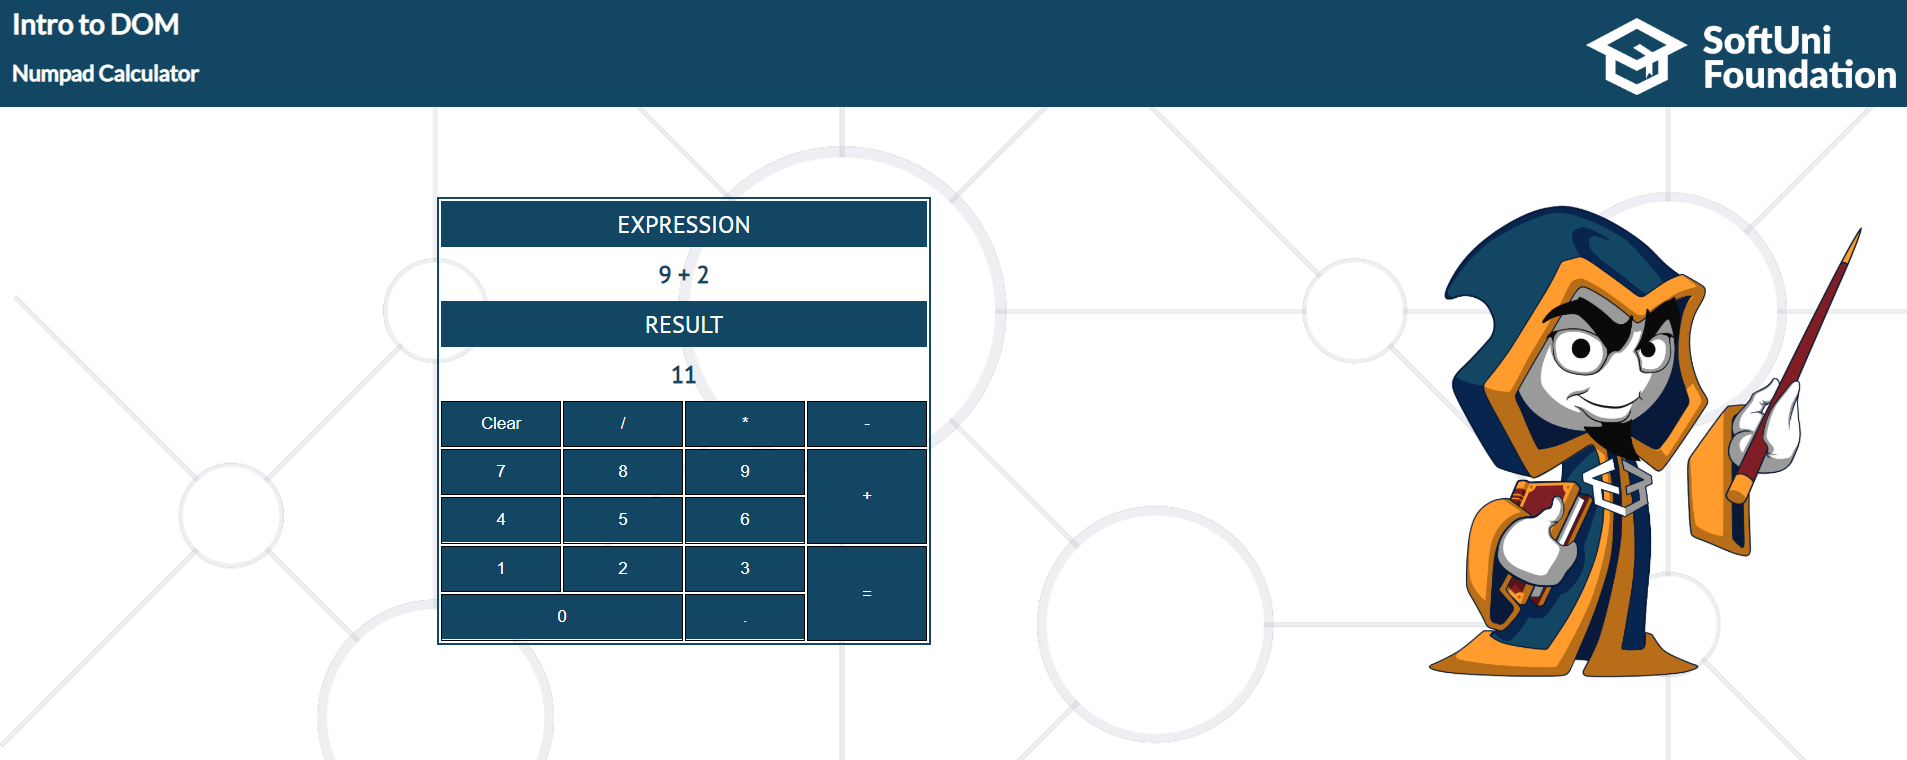 Intro to DOM
Numpad Calculator
SoftUni
Foundation
EXPRESSION
9 + 2
RESULT
11
Clear / * -
7 8 9 +
4 5 6
1 2 3 =
0 .